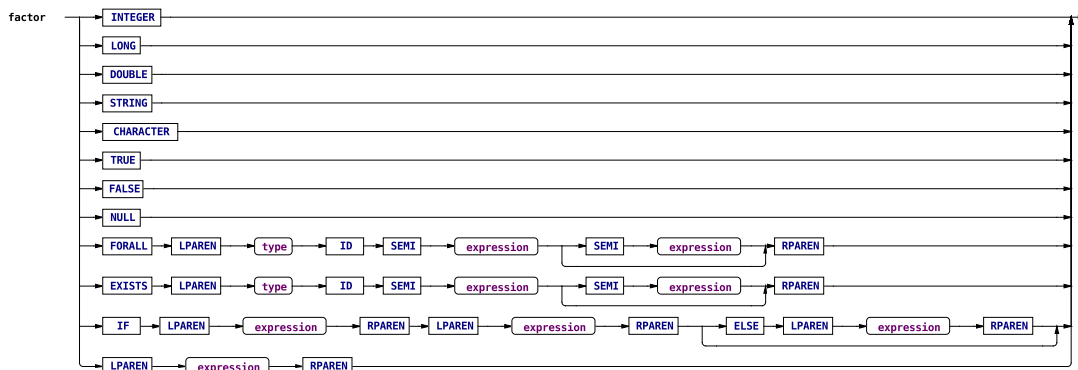 factor INTEGER
LONG
DOUBLE
STRING
CHARACTER
TRUE
FALSE
NULL
FORALL LPAREN type ID SEMI expression SEMI expression RPAREN
EXISTS LPAREN type ID SEMI expression SEMI expression RPAREN
IF LPAREN expression RPAREN LPAREN expression RPAREN ELSE LPAREN expression RPAREN
LPAREN expression RPAREN